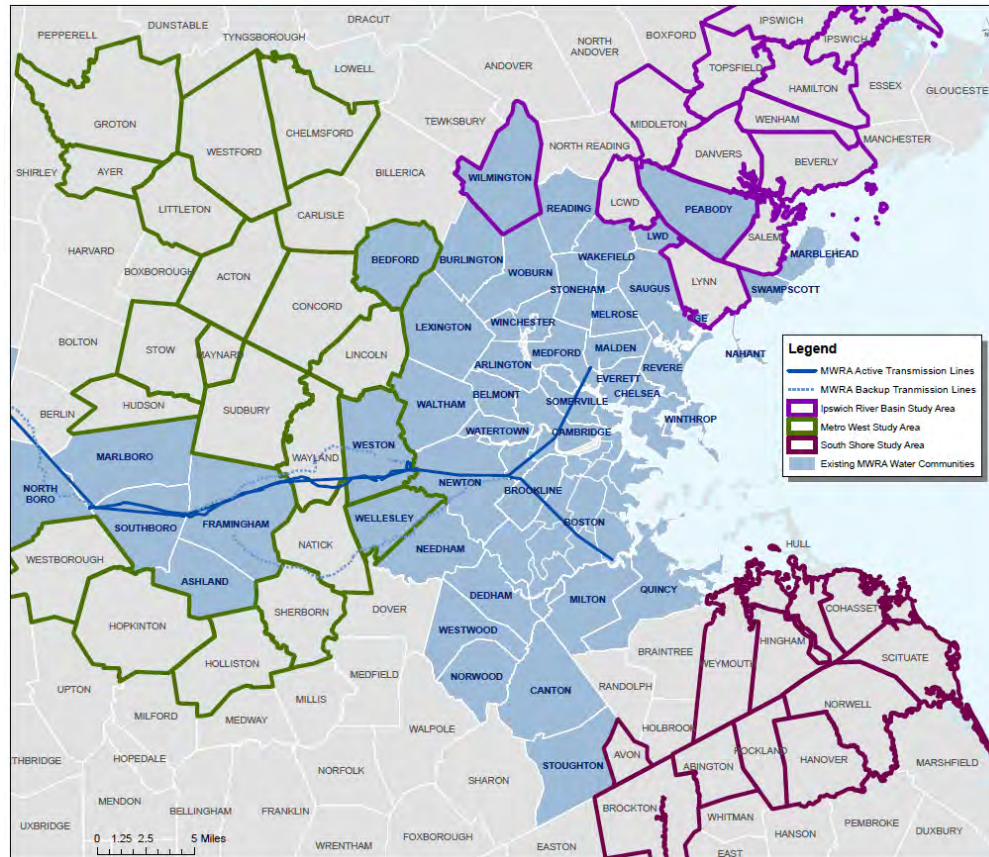 DRACUT
DUNSTABLE
IPSWICH
PEPPERELL
TYNGSBOROUGH
NORTH
ANDOVER
BOXFORD
IPSWICH
LOWELL
ANDOVER
TOPSFIELD
ESSEX
HAMILTON
GLOUCESTE
TEWKSBURY
GROTON
CHELMSFORD
MIDDLETON
WENHAM
WESTFORD
MANCHESTER
NORTH READING
DANVERS
BEVERLY
SHIRLEY
AYER
BILLERICA
WILMINGTON
LCWD
READING
PEABODY
LITTLETON
CARLISLE
LWD
SALEM
HARVARD
BEDFORD
BURLINGTON
WAKEFIELD
MARBLEHEAD
BOXBOROUGH
ACTON
WOBURN
STONEHAM
SAUGUS
LYNN
SWAMPSCOTT
CONCORD
MELROSE
GE
LEXINGTON
WINCHESTER
BOLTON
STOW
MAYNARD
LINCOLN
ARLINGTON
MEDFORD
MALDEN
NAHANT
REVERE
EVERETT
CHELSEA
BERLIN
HUDSON
SUDBURY
WALTHAM
BELMONT
SOMERVILLE
WINTHROP
WATERTOWN
CAMBRIDGE
MARLBORO
WAYLAND
WESTON
NORTH
BORO
NEWTON
BROOKLINE
SOUTHBORO
FRAMINGHAM
WELLESLEY
BOSTON
NATICK
NEEDHAM
HULL
WESTBOROUGH
ASHLAND
QUINCY
DEDHAM
MILTON
DOVER
SHERBORN
COHASSET
HOPKINTON
WESTWOOD
HINGHAM
BRAINTREE
WEYMOUTH
SCITUATE
HOLLISTON
MEDFIELD
NORWOOD
CANTON
RANDOLPH
UPTON
MILLIS
NORWELL
MILFORD
MEDWAY
WALPOLE
HOLBROOK
THBRIDGE
HOPEDALE
STOUGHTON
AVON
ROCKLAND
HANOVER
ABINGTON
MARSHFIELD
NORFOLK
SHARON
MENDON
BELLINGHAM
FRANKLIN
BROCKTON
WHITMAN
PEMBROKE
UXBRIDGE
FOXBOROUGH
HANSON
DUXBURY
WRENTHAM
EASTON
EAST
Legend
MWRA Active Transmission Lines
MWRA Backup Tranmission Lines
Ipswich River Basin Study Area
Metro West Study Area
South Shore Study Area
Existing MWRA Water Communities
0 1.25 2.5 5 Miles